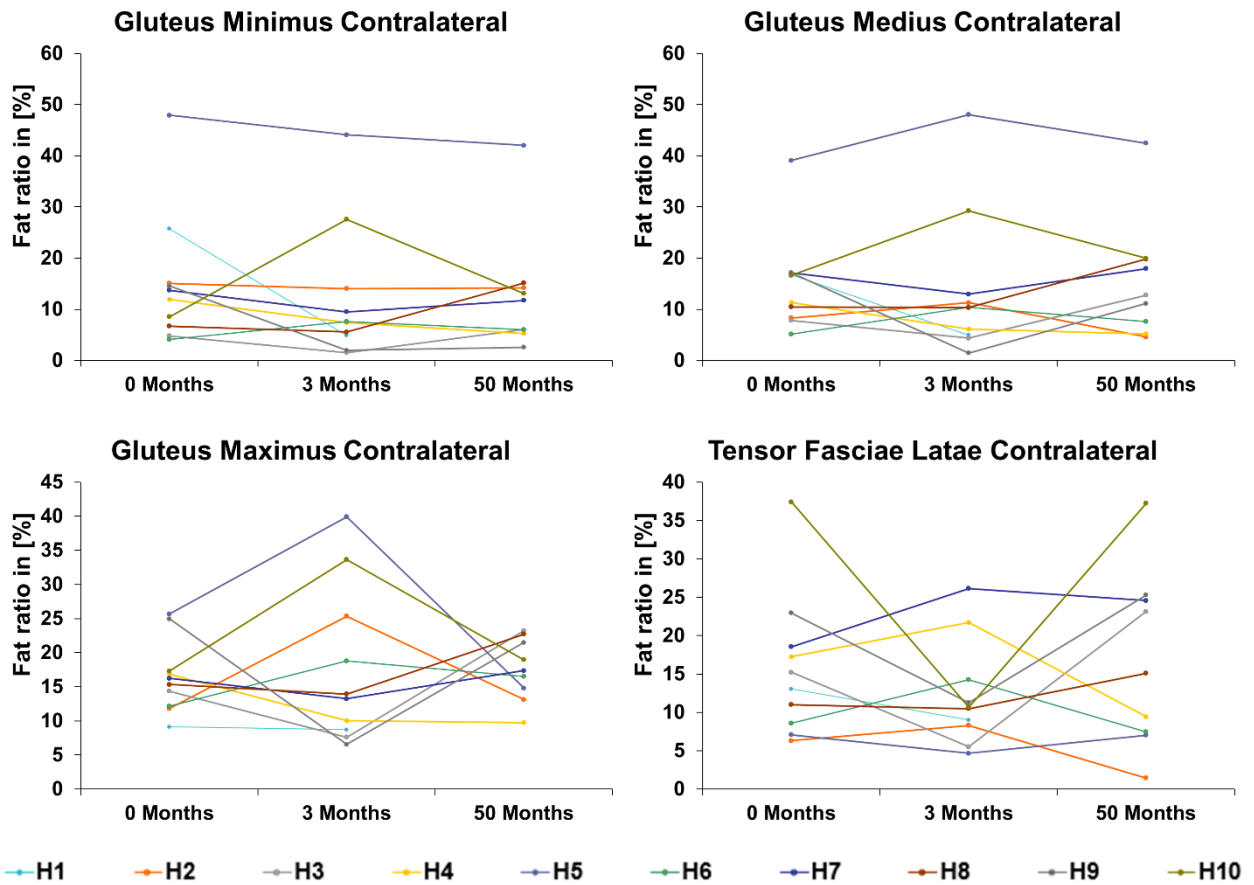 Gluteus Minimus Contralateral
Fat ratio in [%]
60
50
40
30
20
10
0
0 Months 3 Months 50 Months
Gluteus Medius Contralateral
Fat ratio in [%]
60
50
40
30
20
10
0
0 Months 3 Months 50 Months
Gluteus Maximus Contralateral
Fat ratio in [%]
45
40
35
30
25
20
15
10
5
0
0 Months 3 Months 50 Months
Tensor Fasciae Latae Contralateral
Fat ratio in [%]
40
35
30
25
20
15
10
5
0
0 Months 3 Months 50 Months
H1 H2 H3 H4 H5 H6 H7 H8 H9 H10